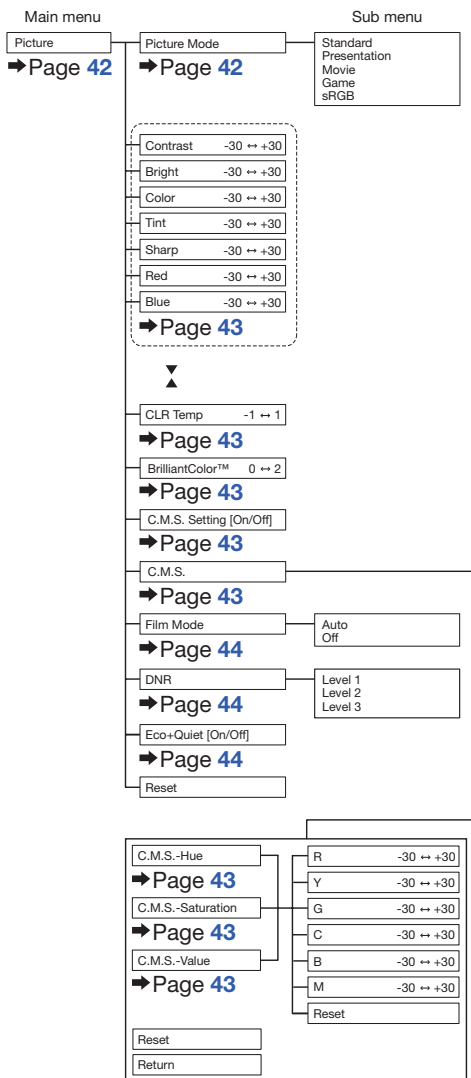 Main menu
Sub menu
Picture
➡Page 42
Picture Mode
➡Page 42
Standard
Presentation
Movie
Game
sRGB
Contrast -30 ↔ +30
Bright -30 ↔ +30
Color -30 ↔ +30
Tint -30 ↔ +30
Sharp -30 ↔ +30
Red -30 ↔ +30
Blue -30 ↔ +30
➡Page 43
CLR Temp -1 ↔ 1
➡Page 43
BrilliantColor™ 0 ↔ 2
➡Page 43
C.M.S. Setting [On/Off]
➡Page 43
C.M.S.
➡Page 43
Film Mode
➡Page 44
Auto
Off
DNR
➡Page 44
Level 1
Level 2
Level 3
Eco+Quiet [On/Off]
➡Page 44
Reset
C.M.S.-Hue
➡Page 43
C.M.S.-Saturation
➡Page 43
C.M.S.-Value
➡Page 43
R -30 ↔ +30
Y -30 ↔ +30
G -30 ↔ +30
C -30 ↔ +30
B -30 ↔ +30
M -30 ↔ +30
Reset
Reset
Return